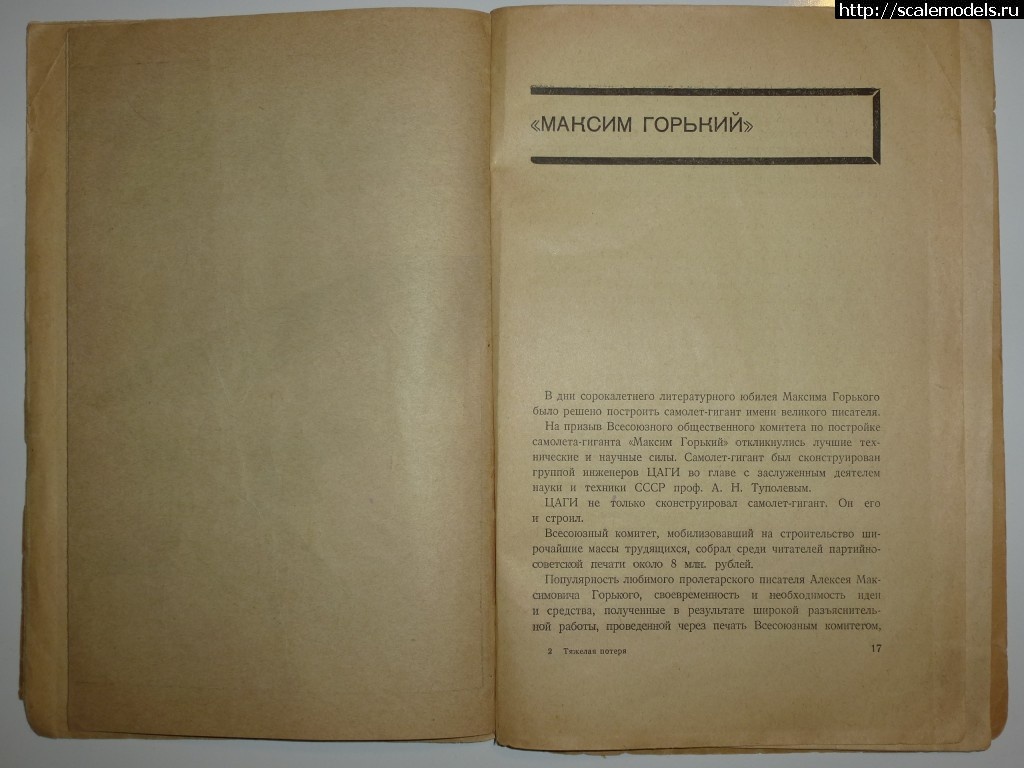 http://scalemodels.ru
«МАКСИМ ГОРЬКИЙ»
В дни сорокалетнего литературного юбилея Максима Горького
было решено построить самолет-гигант имени великого писателя.
На призыв Всесоюзного общественного комитета по постройке
самолета-гиганта «Максим Горький» откликнулись лучшие тех-
нические и научные силы. Самолет-гигант был сконструирован
группой инженеров ЦАГИ во главе с заслуженным деятелем
науки и техники СССР проф. А. Н. Туполевым.
ЦАГИ не только сконструировал самолет-гигант. Он его
и строил.
Всесоюзный комитет, мобилизовавший на строительство ши-
рочайшие массы трудящихся, собрал среди читателей партийно-
советской печати около 8 млн. рублей.
Популярность любимого пролетарского писателя Алексея Мак-
симовича Горького, своевременность и необходимость идеи
и средства, полученные в результате широкой разъяснитель-
ной работы, проведенной через печать Всесоюзным комитетом,
2 Тяжелая потеря 17